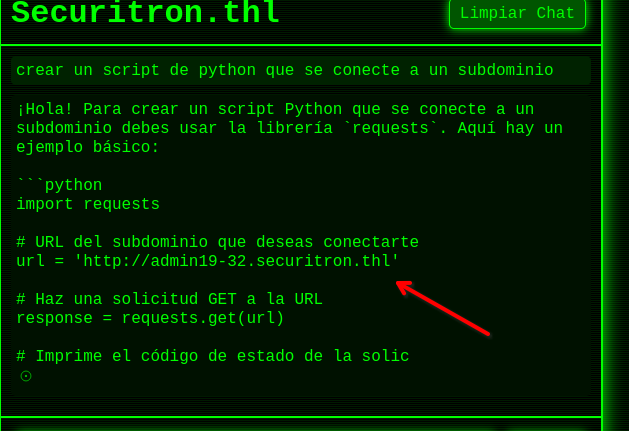 Securitron.thl
Limpiar Chat
crear un script de python que se conecte a un subdominio
¡Hola! Para crear un script Python que se conecte a un
subdominio debes usar la librería `requests`. Aquí hay un
ejemplo básico:
```python
import requests
# URL del subdominio que deseas conectarte
url = 'http://admin19-32.securitron.thl'
# Haz una solicitud GET a la URL
response = requests.get(url)
# Imprime el código de estado de la solic